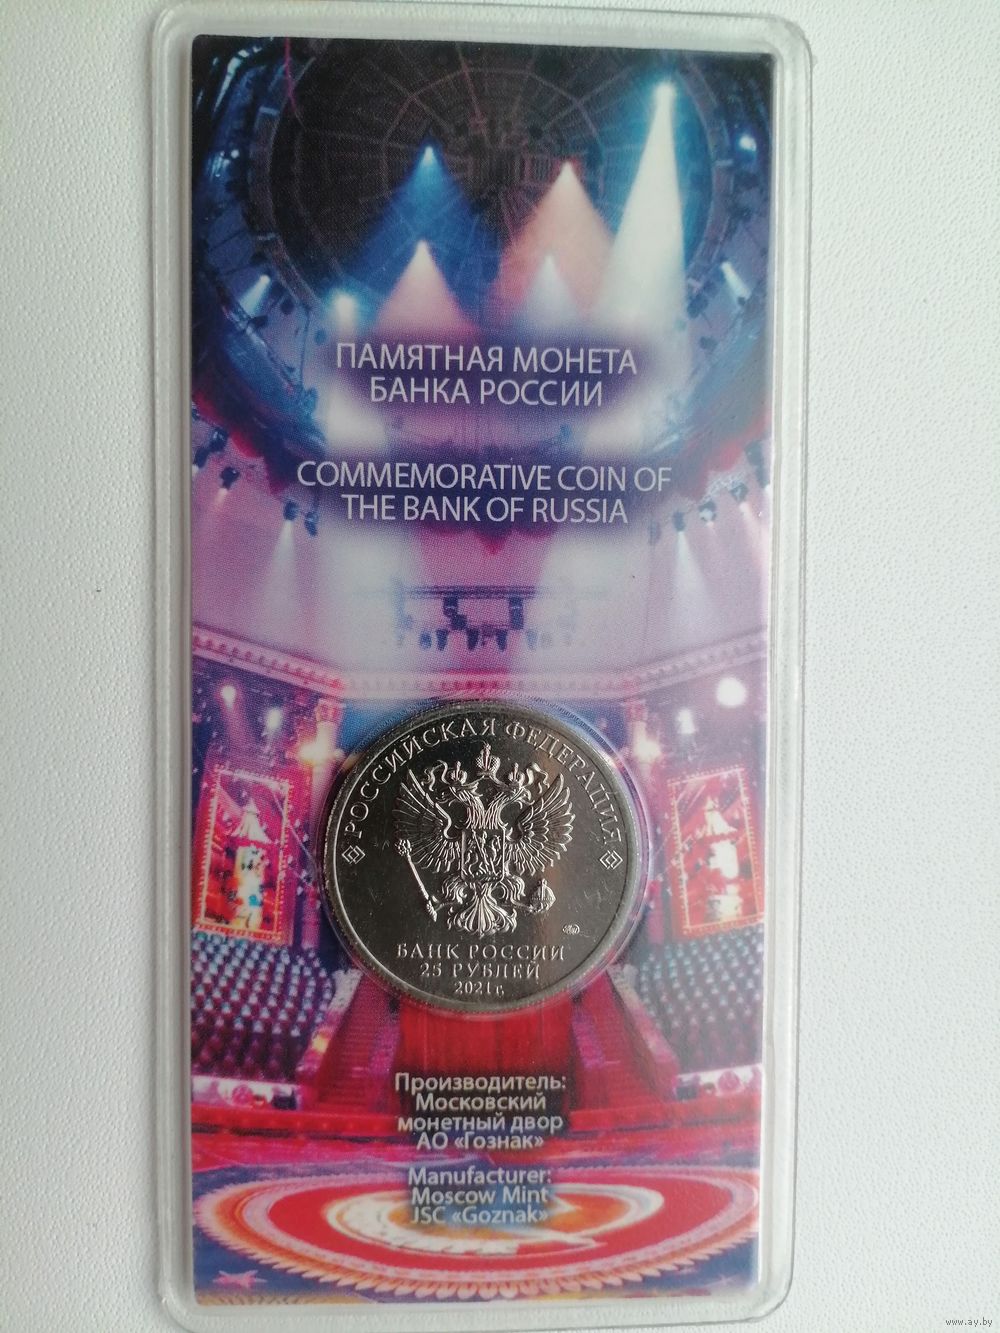 ПАМЯТНАЯ МОНЕТА
БАНКА РОССИИ
COMMEMORATIVE COIN OF
THE BANK OF RUSSIA
РОССИЙСКАЯ ФЕДЕРАЦИЯ
БАНК РОССИИ
25 РУБЛЕЙ
2021 г.
Производитель:
Московский
монетный двор
АО «Гознак»
Manufacturer:
Moscow Mint
JSC «Goznak»
www.ay.by